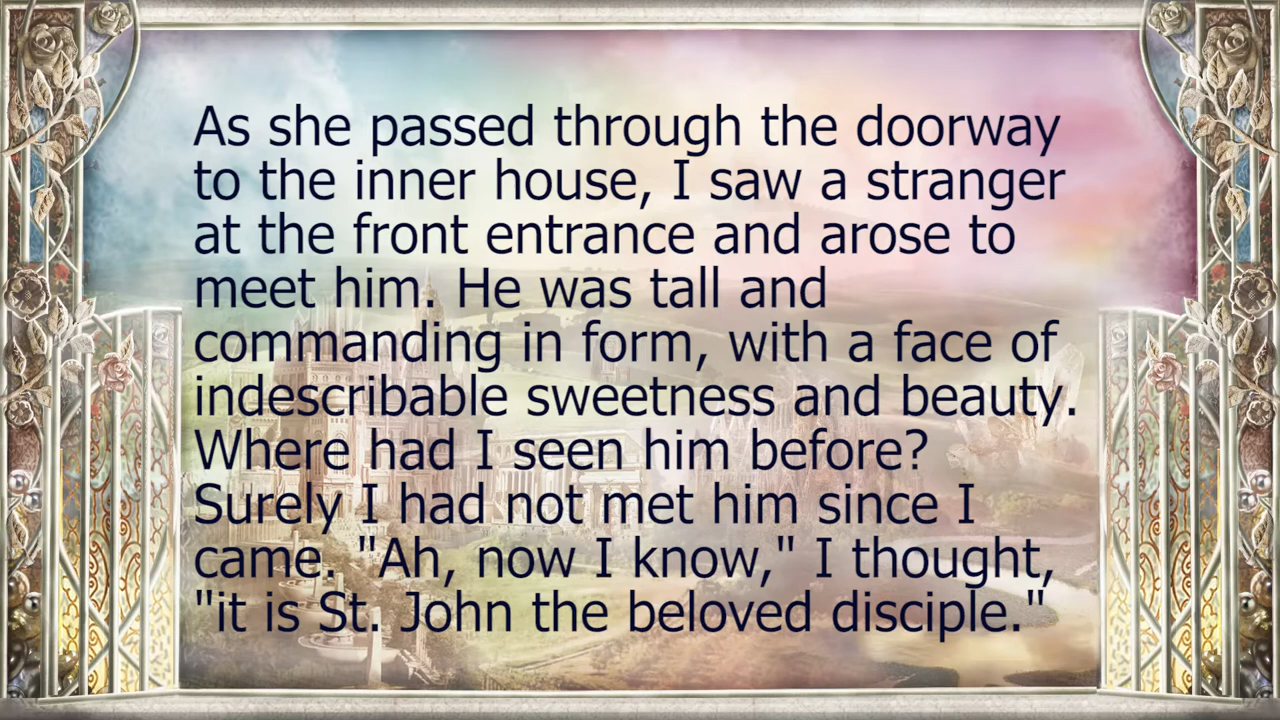 As she passed through the doorway
to the inner house, I saw a stranger
at the front entrance and arose to
meet him. He was tall and
commanding in form, with a face of
indescribable sweetness and beauty.
Where had I seen him before?
Surely I had not met him since I
came. "Ah, now I know," I thought,
"it is St. John the beloved disciple."